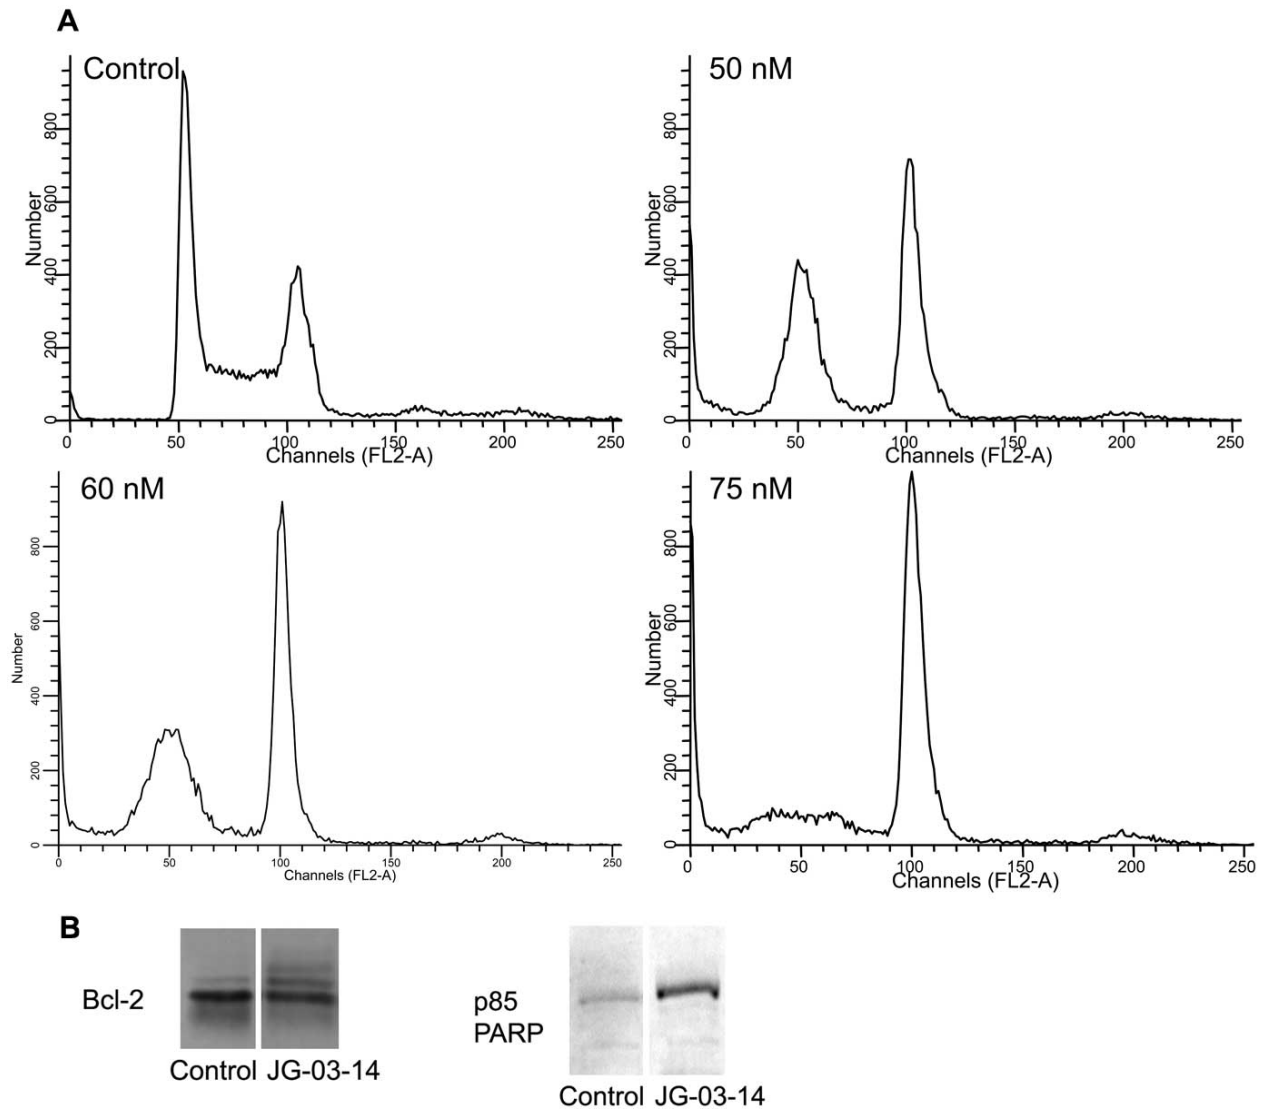 A
Control
Number
0 200 400 600 800
0 50 100 150 200 250
Channels (FL2-A)
50 nM
Number
0 200 400 600 800
0 50 100 150 200 250
Channels (FL2-A)
60 nM
Number
0 200 400 600 800
0 50 100 150 200 250
Channels (FL2-A)
75 nM
Number
0 200 400 600 800
0 50 100 150 200 250
Channels (FL2-A)
B
Bcl-2
Control JG-03-14
p85
PARP
Control JG-03-14